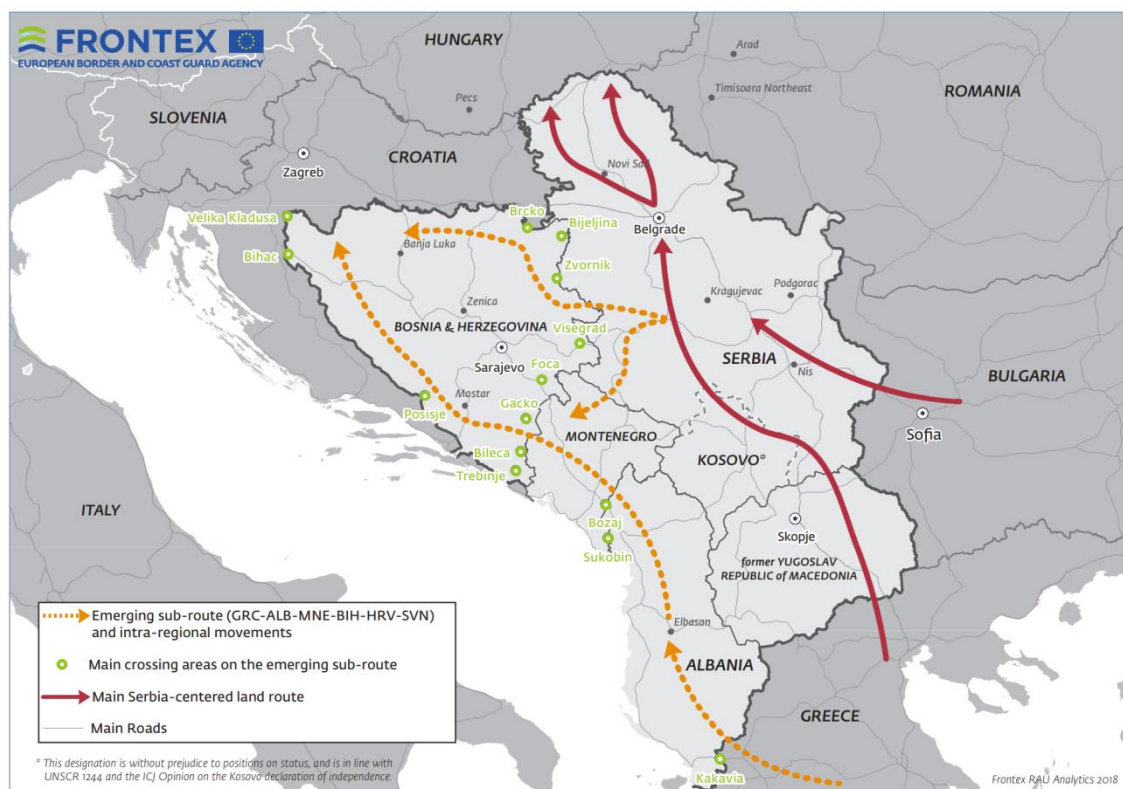 FRONTEX
EUROPEAN BORDER AND COAST GUARD AGENCY
HUNGARY
Arad
Timisoara Northeast
ROMANIA
SLOVENIA
Pecs
Zagreb
CROATIA
Novi Sad
Velika Kladusa
Brcko
Bijeljina
Belgrade
Bihac
Banja Luka
Zvornik
Kragujevac
Podgorac
Zenica
BOSNIA & HERZEGOVINA
Visegrad
SERBIA
Sarajevo
Foca
Nis
BULGARIA
Posisje
Mostar
Gacko
Sofia
MONTENEGRO
Bileca
KOSOVO°
Trebinje
ITALY
Bozaj
Skopje
Sukobin
former YUGOSLAV
REPUBLIC of MACEDONIA
Elbasan
ALBANIA
GREECE
Kakavia
Emerging sub-route (GRC-ALB-MNE-BIH-HRV-SVN)
and intra-regional movements
Main crossing areas on the emerging sub-route
Main Serbia-centered land route
Main Roads
° This designation is without prejudice to positions on status, and is in line with
UNSCR 1244 and the ICJ Opinion on the Kosovo declaration of independence.
Frontex RAU Analytics 2018